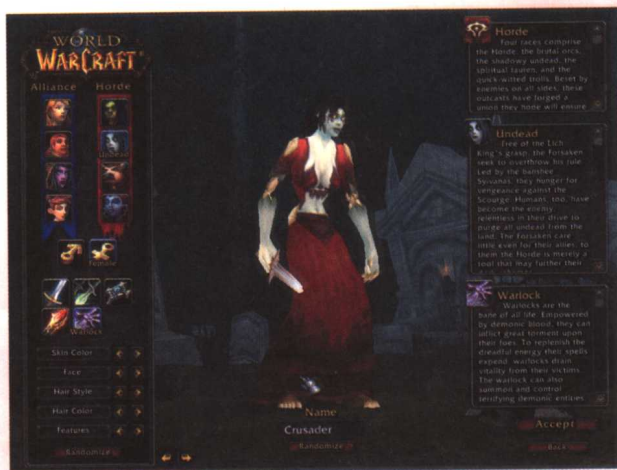 WORLD
WARCRAFT
Alliance
Horde
Undead
Female
Warlock
Skin Color
Face
Hair Style
Hair Color
Features
Randomize
Name
Crusader
Randomize
Horde
Four races comprise
the Horde: the brutal orcs,
the shadowy undead, the
spiritual tauren, and the
quick-witted trolls. Beset by
enemies on all sides, these
outcasts have forged a
union they hope will ensure
Undead
Free of the Lich
King's grasp, the Forsaken
seek to overthrow his rule.
Led by the banshee
Sylvanas, they hunger for
vengeance against the
Scourge. Humans, too, have
become the enemy,
relentless in their drive to
purge all undead from the
land. The Forsaken care
little even for their allies; to
them the Horde is merely a
tool that may further their
Warlock
Warlocks are the
bane of all life. Empowered
by demonic blood, they can
inflict great torment upon
their foes. To replenish the
dreadful energy their spells
expend, warlocks drain
vitality from their victims.
The warlock can also
summon and control
terrifying demonic entities
Accept
Back